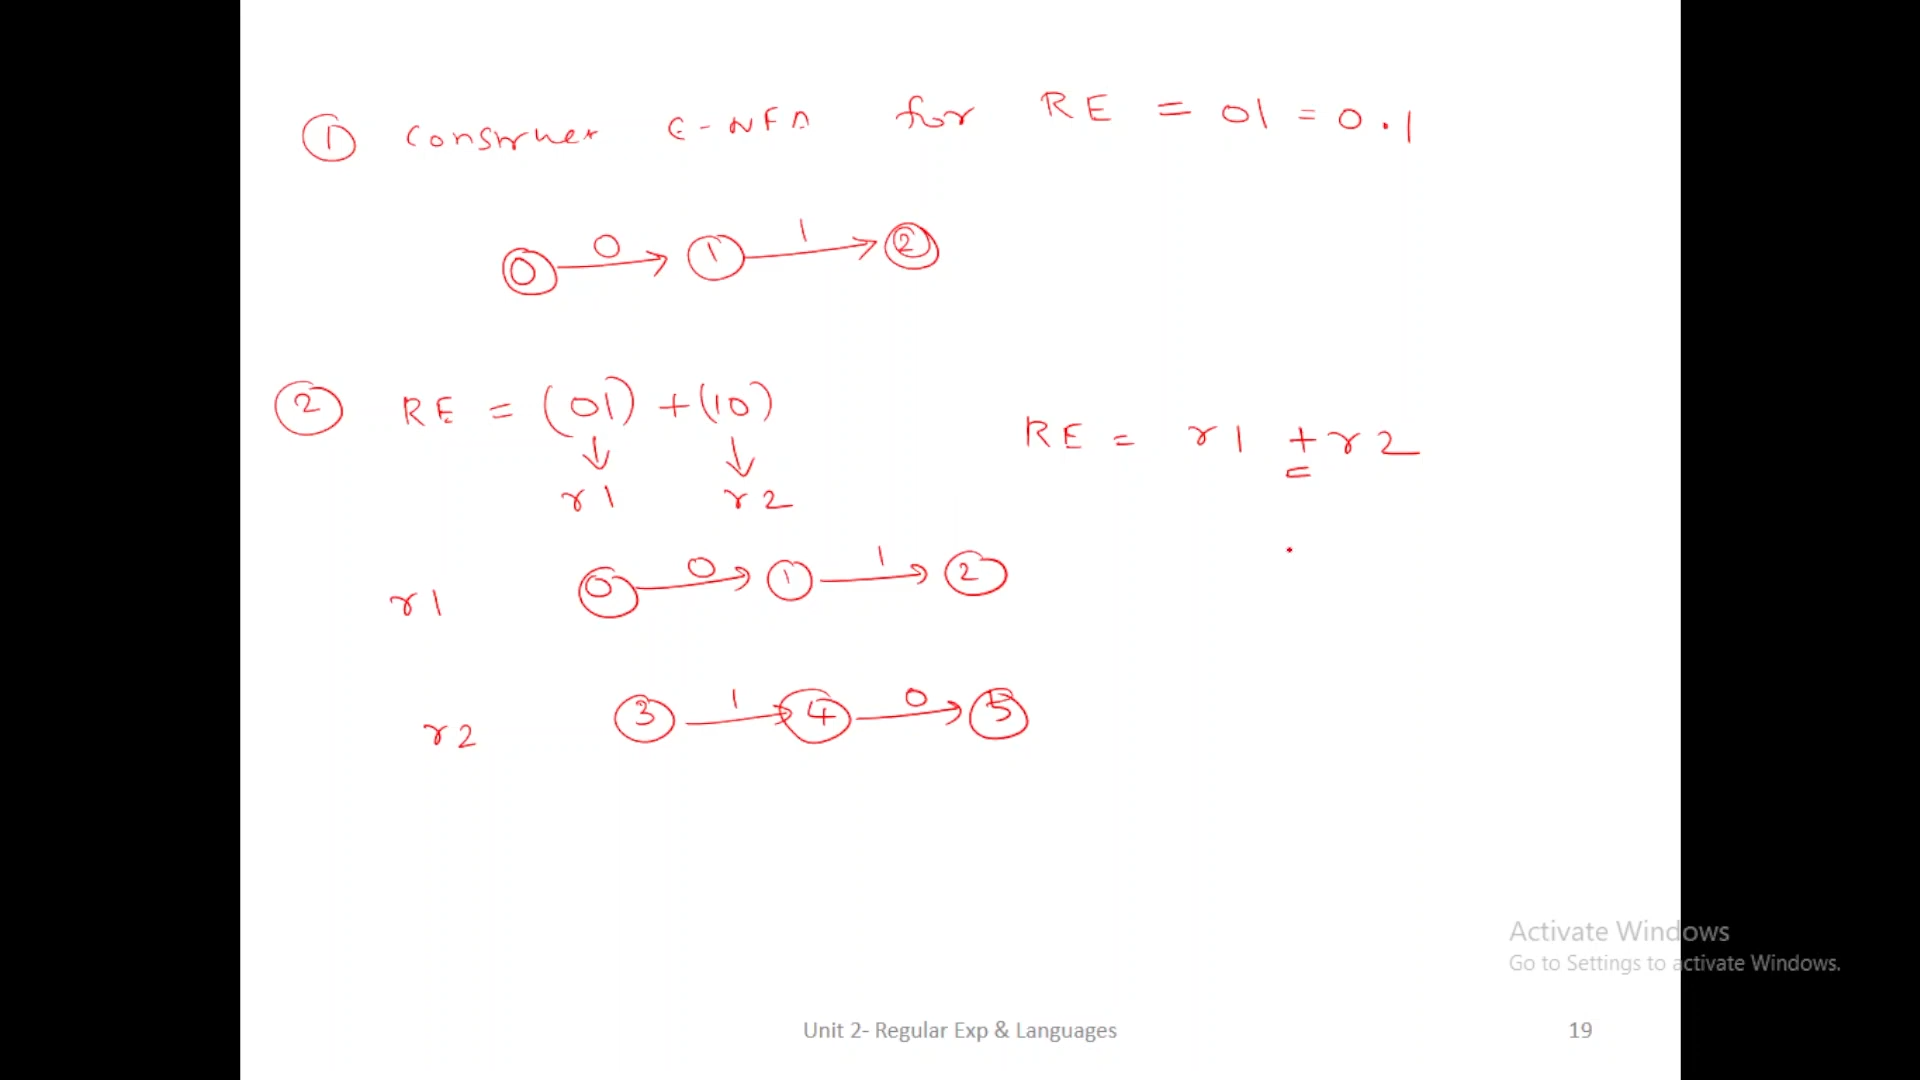 ① construct ε-NFA for RE = 01 = 0.1
0 0 1 1 2
② RE = (01) + (10)
RE = r1 + r2
r1 r2
r1 0 0 1 1 2
r2 3 1 4 0 5
Activate Windows
Go to Settings to activate Windows.
Unit 2- Regular Exp & Languages 19